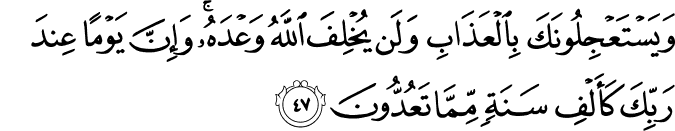 وَيَسْتَعْجِلُونَكَ بِٱلْعَذَابِ وَلَن يُخْلِفَ ٱللَّهُ وَعْدَهُۥ ۚ وَإِنَّ يَوْمًا عِندَ
رَبِّكَ كَأَلْفِ سَنَةٍ مِّمَّا تَعُدُّونَ ٤٧